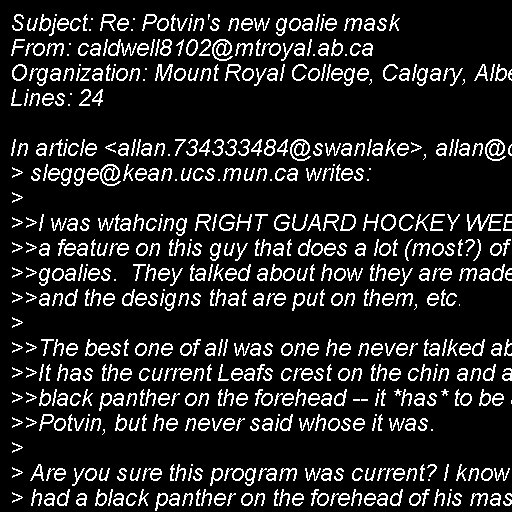 Subject: Re: Potvin's new goalie mask
From: caldwell8102@mtroyal.ab.ca
Organization: Mount Royal College, Calgary, Albe
Lines: 24

In article <allan.734333484@swanlake>, allan@
> slegge@kean.ucs.mun.ca writes:
>
>>I was wtahcing RIGHT GUARD HOCKEY WEE
>>a feature on this guy that does a lot (most?) of
>>goalies.  They talked about how they are made
>>and the designs that are put on them, etc.
>
>>The best one of all was one he never talked ab
>>It has the current Leafs crest on the chin and a
>>black panther on the forehead -- it *has* to be
>>Potvin, but he never said whose it was.
>
> Are you sure this program was current? I know
> had a black panther on the forehead of his mas